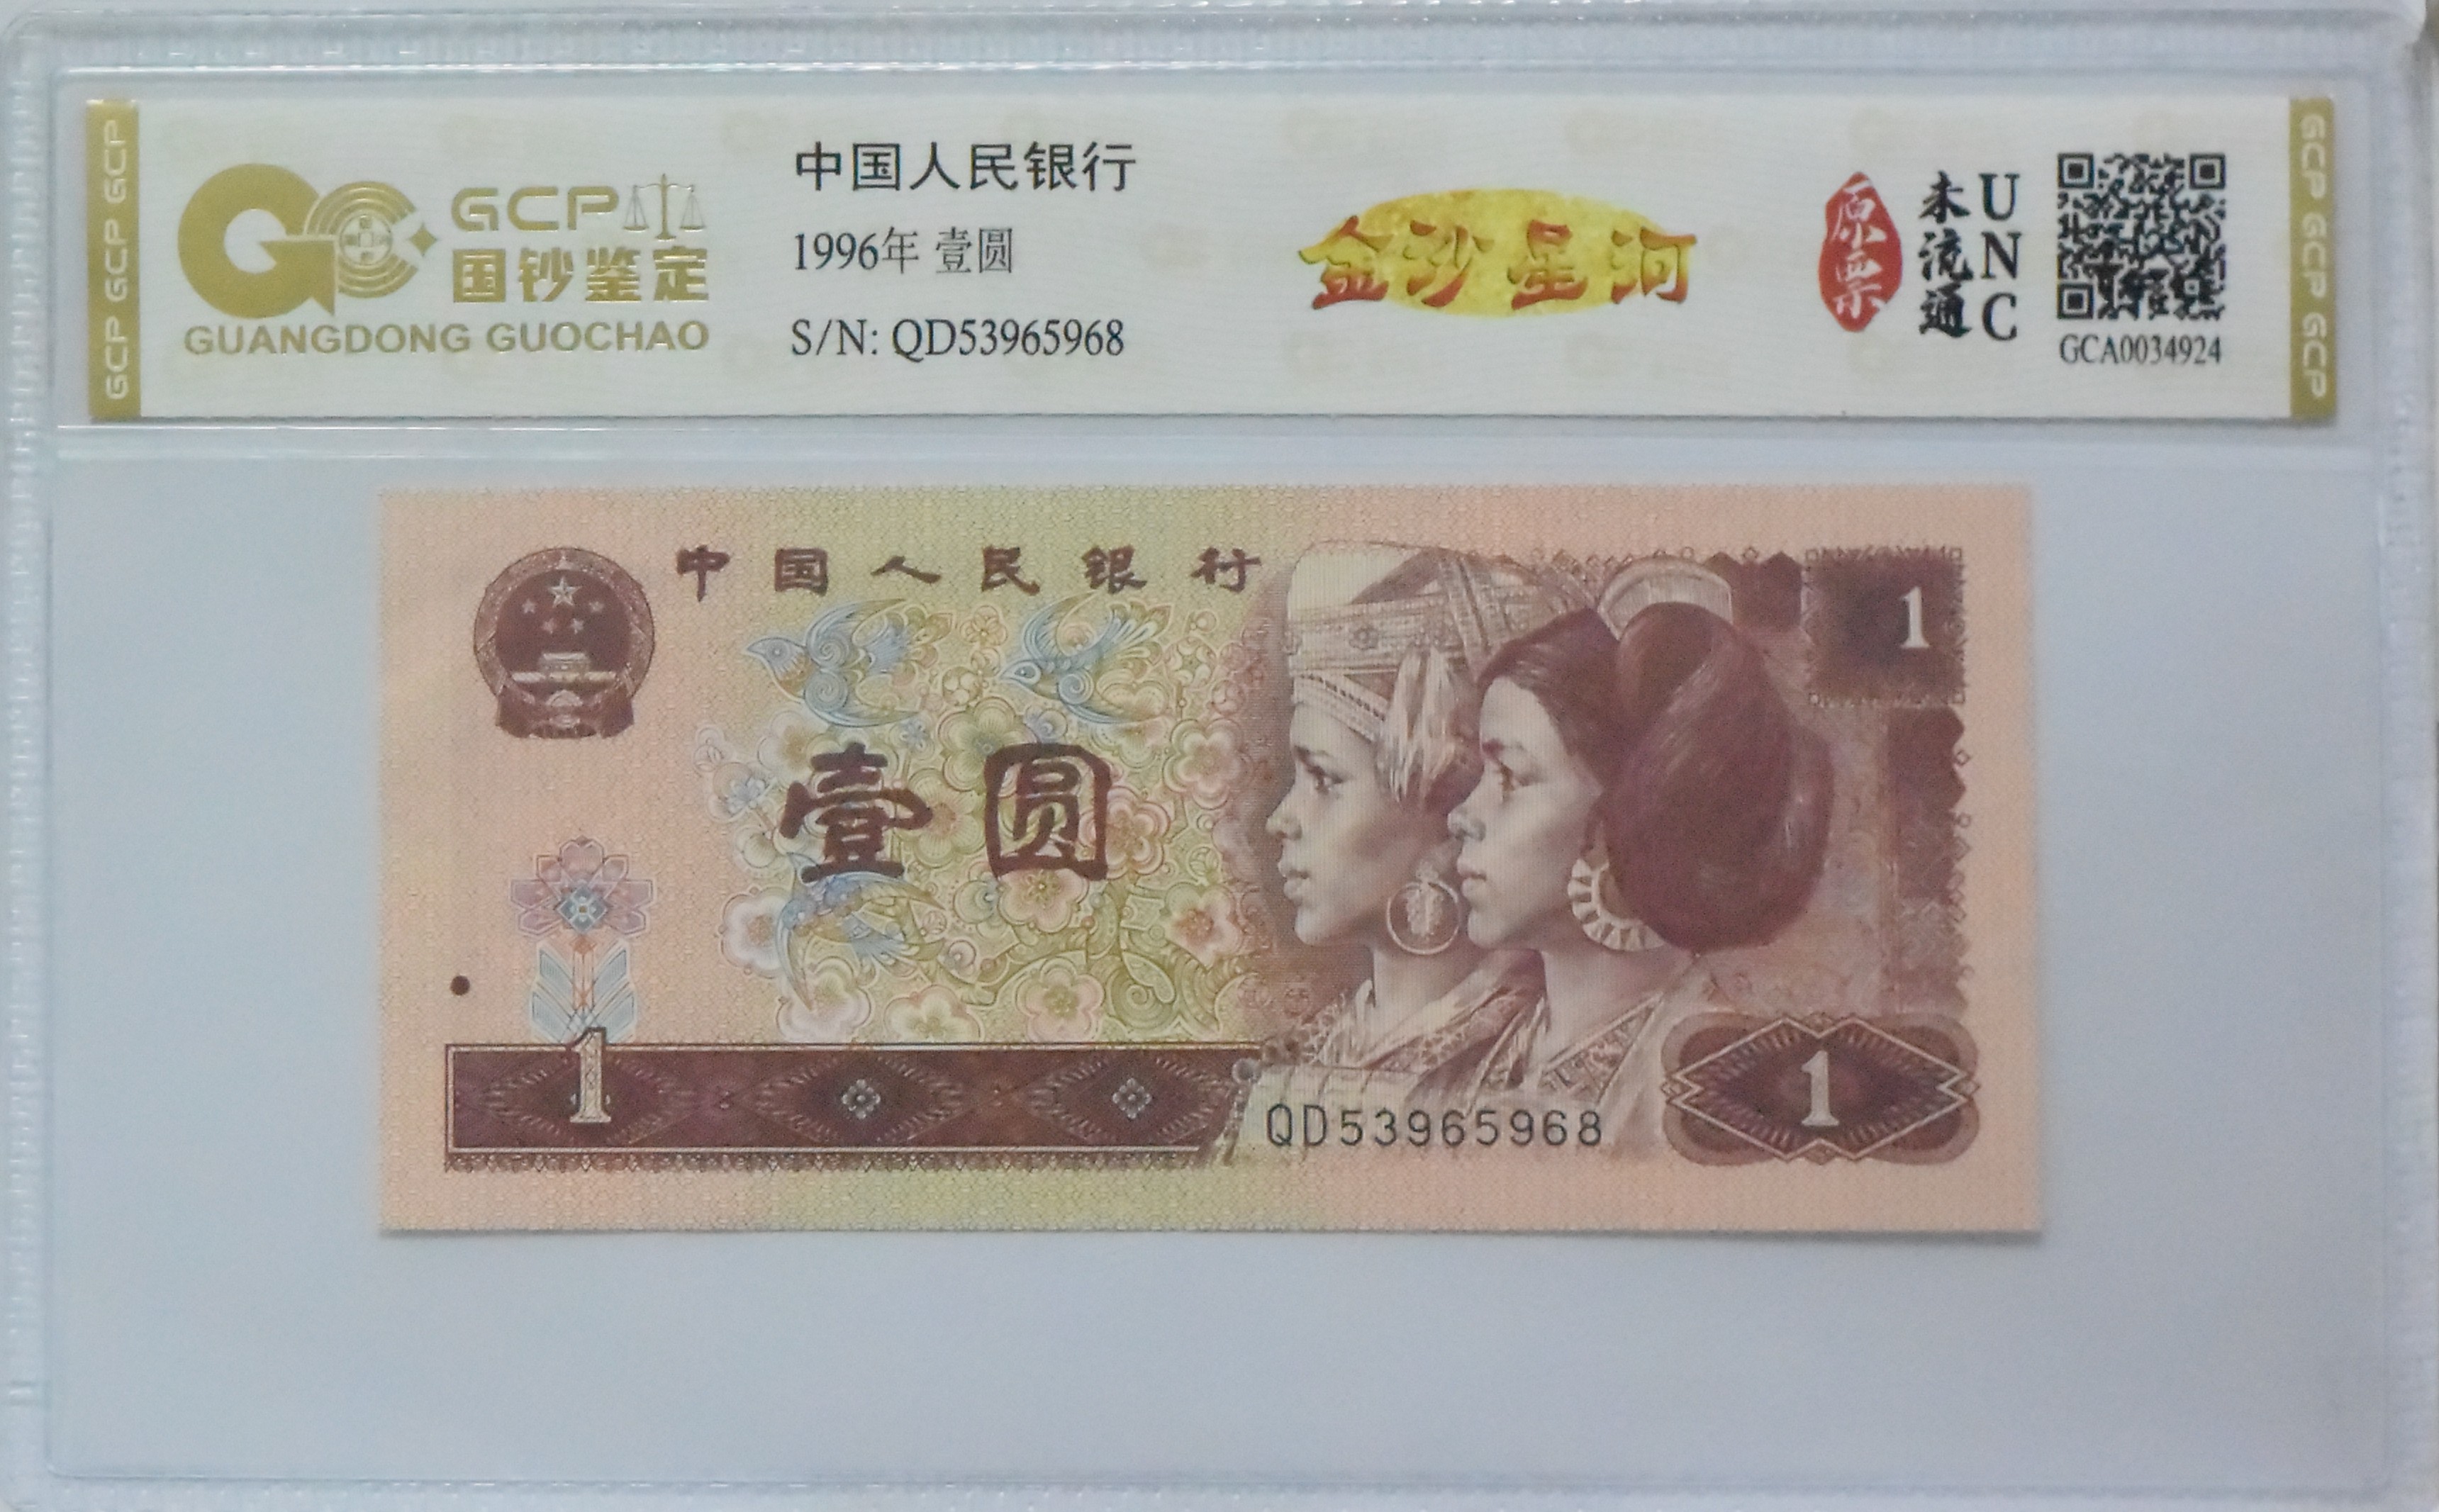 GCP GCP GCP
GCP
国钞鉴定
GUANGDONG GUOCHAO
中国人民银行
1996年 壹圆
S/N: QD53965968
金沙星河
原票
未流通
UNC
GCA0034924
GCP GCP GCP
中国人民银行
1
壹圆
1
QD53965968
1